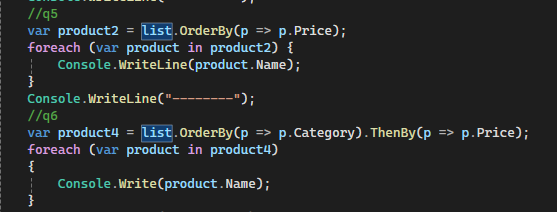 //q5
var product2 = list.OrderBy(p => p.Price);
foreach (var product in product2) {
    Console.WriteLine(product.Name);
}
Console.WriteLine("--------");
//q6
var product4 = list.OrderBy(p => p.Category).ThenBy(p => p.Price);
foreach (var product in product4)
{
    Console.Write(product.Name);
}